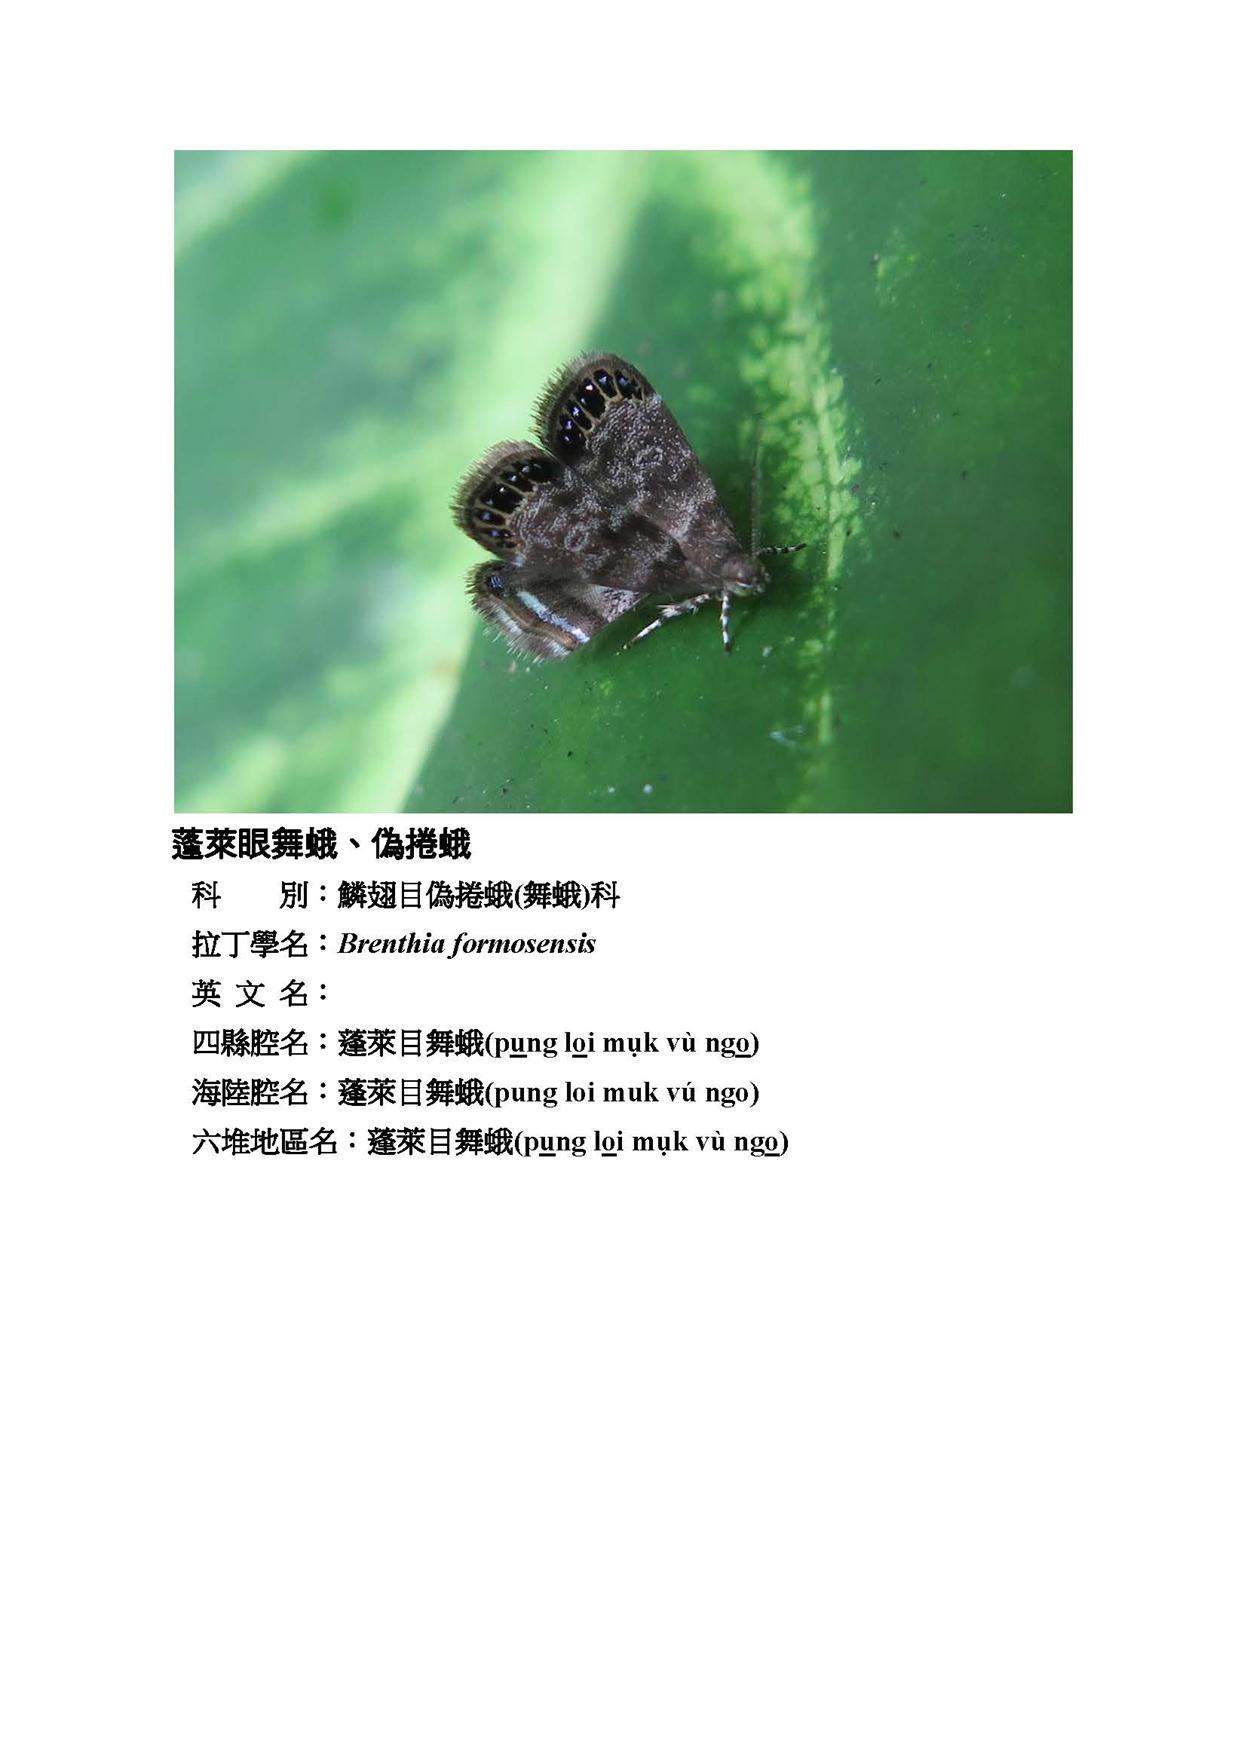 蓬萊眼舞蛾、偽捲蛾
科　　別：鱗翅目偽捲蛾(舞蛾)科
拉丁學名：Brenthia formosensis
英 文 名：
四縣腔名：蓬萊目舞蛾(pu̲ng lo̲i mụk vù ngo̲)
海陸腔名：蓬萊目舞蛾(pung loi muk vú ngo)
六堆地區名：蓬萊目舞蛾(pu̲ng lo̲i mụk vù ngo̲)